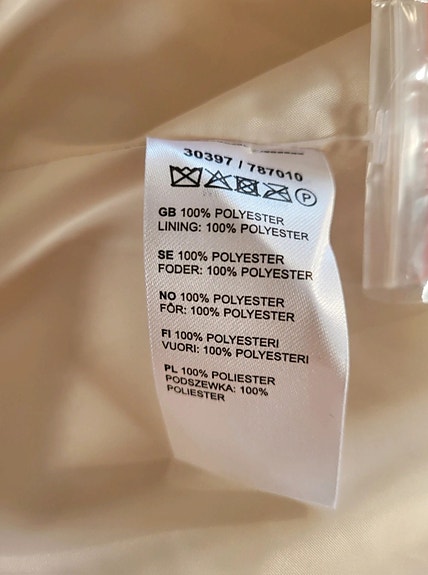 30397 / 787010
P
GB 100% POLYESTER
LINING: 100% POLYESTER
SE 100% POLYESTER
FODER: 100% POLYESTER
NO 100% POLYESTER
FÔR: 100% POLYESTER
FI 100% POLYESTERI
VUORI: 100% POLYESTERI
PL 100% POLIESTER
PODSZEWKA: 100%
POLIESTER